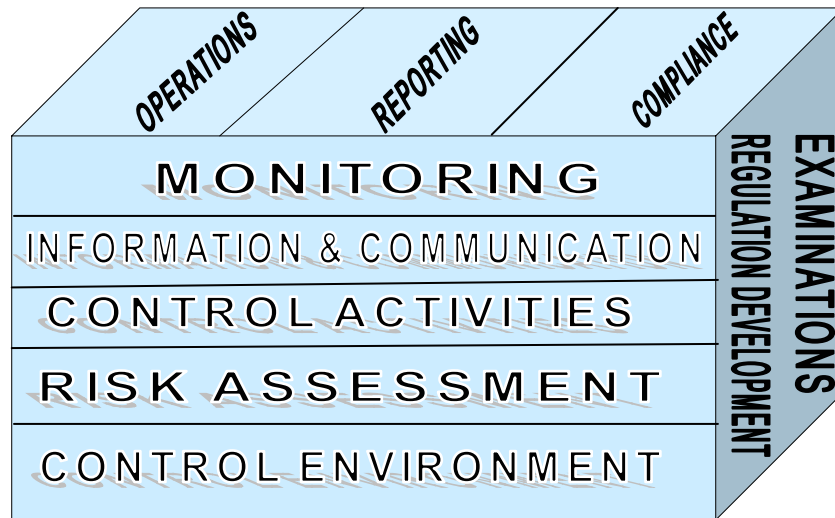 OPERATIONS
REPORTING
COMPLIANCE
MONITORING
INFORMATION & COMMUNICATION
CONTROL ACTIVITIES
RISK ASSESSMENT
CONTROL ENVIRONMENT
REGULATION DEVELOPMENT
EXAMINATIONS